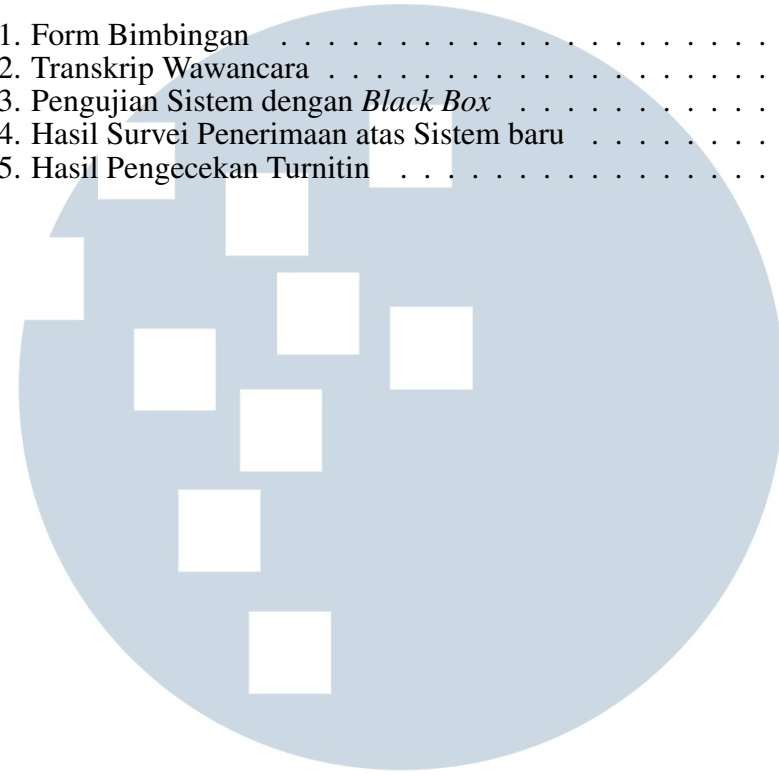 1. Form Bimbingan . . . . . . . . . . . . . . . . . . . . .
2. Transkrip Wawancara . . . . . . . . . . . . . . . . . . .
3. Pengujian Sistem dengan Black Box . . . . . . . . . . .
4. Hasil Survei Penerimaan atas Sistem baru . . . . . . . .
5. Hasil Pengecekan Turnitin . . . . . . . . . . . . . . . .